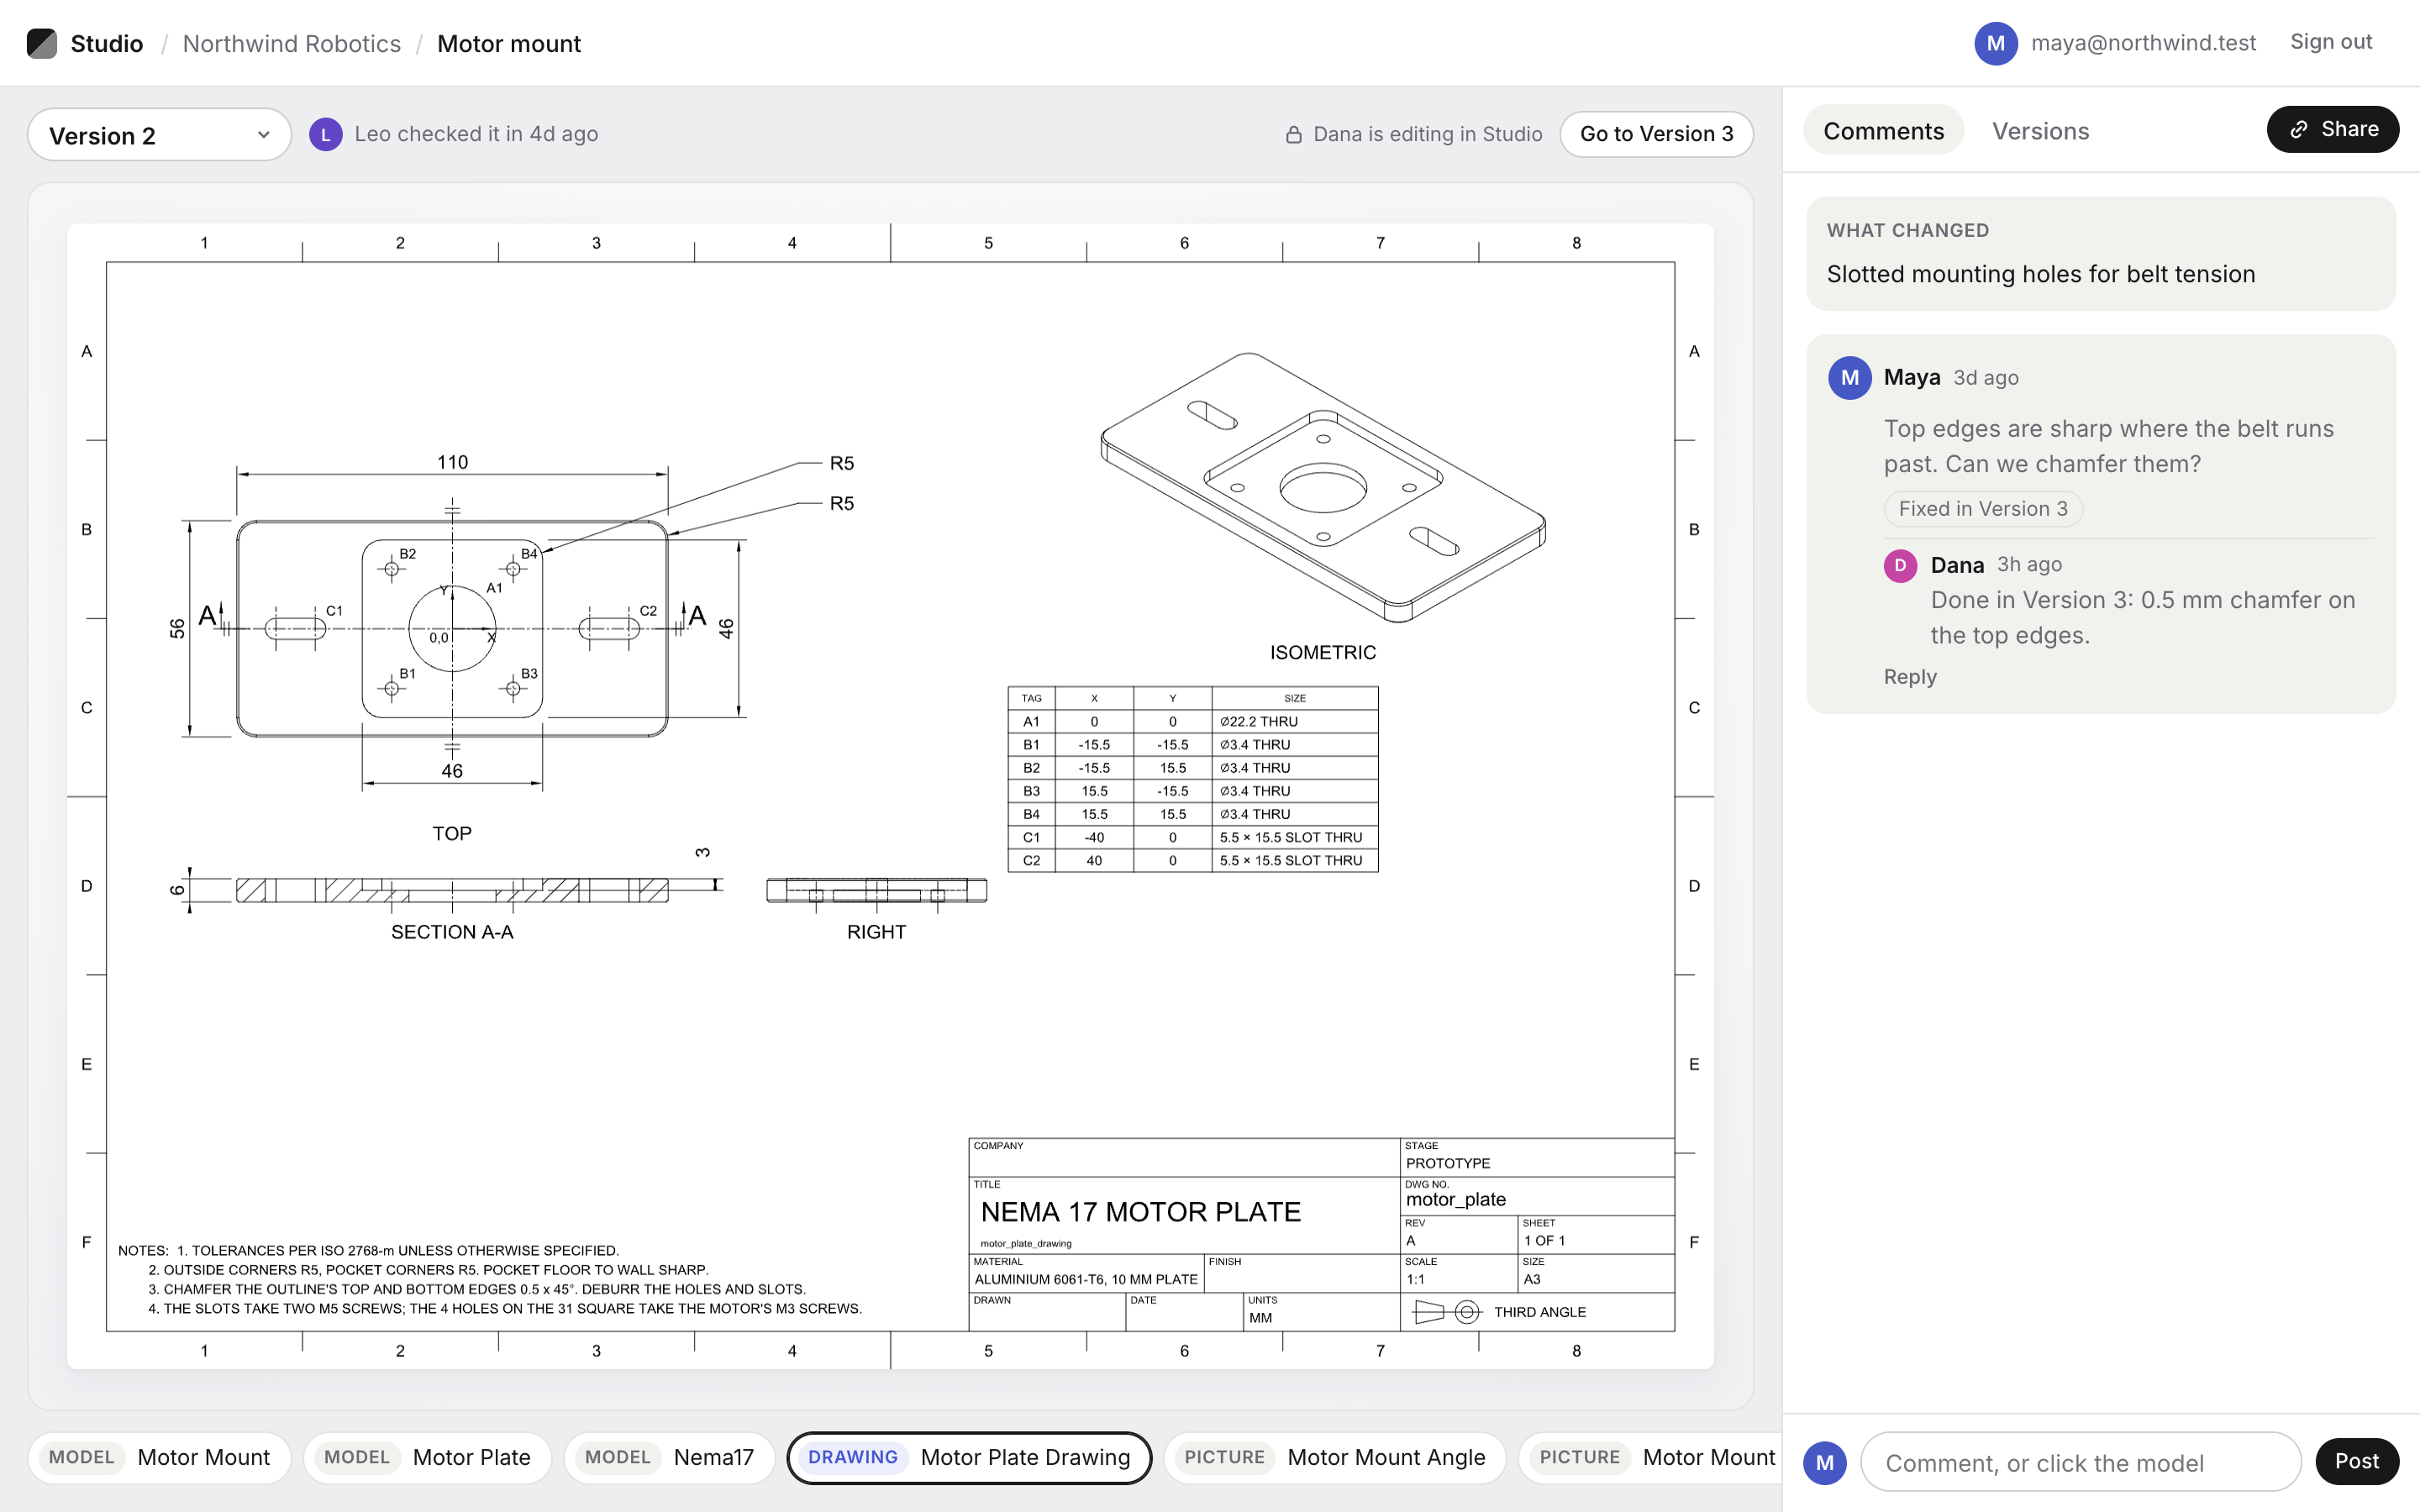 Studio / Northwind Robotics / Motor mount
M maya@northwind.test Sign out
Version 2
L Leo checked it in 4d ago
Dana is editing in Studio
Go to Version 3
Comments Versions Share
1 2 3 4 5 6 7 8
A A
B B
C C
D D
E E
F F
110
R5
R5
56
46
46
B2 B4
A1
Y
A A
C1 C2
0,0 X
B1 B3
TOP
6
3
SECTION A-A
RIGHT
ISOMETRIC
TAG X Y SIZE
A1 0 0 Ø22.2 THRU
B1 -15.5 -15.5 Ø3.4 THRU
B2 -15.5 15.5 Ø3.4 THRU
B3 15.5 -15.5 Ø3.4 THRU
B4 15.5 15.5 Ø3.4 THRU
C1 -40 0 5.5 × 15.5 SLOT THRU
C2 40 0 5.5 × 15.5 SLOT THRU
NOTES: 1. TOLERANCES PER ISO 2768-m UNLESS OTHERWISE SPECIFIED.
2. OUTSIDE CORNERS R5, POCKET CORNERS R5. POCKET FLOOR TO WALL SHARP.
3. CHAMFER THE OUTLINE'S TOP AND BOTTOM EDGES 0.5 x 45°. DEBURR THE HOLES AND SLOTS.
4. THE SLOTS TAKE TWO M5 SCREWS; THE 4 HOLES ON THE 31 SQUARE TAKE THE MOTOR'S M3 SCREWS.
COMPANY
TITLE
NEMA 17 MOTOR PLATE
motor_plate_drawing
MATERIAL
ALUMINIUM 6061-T6, 10 MM PLATE
FINISH
DRAWN
DATE
UNITS
MM
STAGE
PROTOTYPE
DWG NO.
motor_plate
REV
A
SHEET
1 OF 1
SCALE
1:1
SIZE
A3
THIRD ANGLE
1 2 3 4 5 6 7 8
MODEL Motor Mount
MODEL Motor Plate
MODEL Nema17
DRAWING Motor Plate Drawing
PICTURE Motor Mount Angle
PICTURE Motor Mount
WHAT CHANGED
Slotted mounting holes for belt tension
M Maya 3d ago
Top edges are sharp where the belt runs
past. Can we chamfer them?
Fixed in Version 3
D Dana 3h ago
Done in Version 3: 0.5 mm chamfer on
the top edges.
Reply
M Comment, or click the model Post